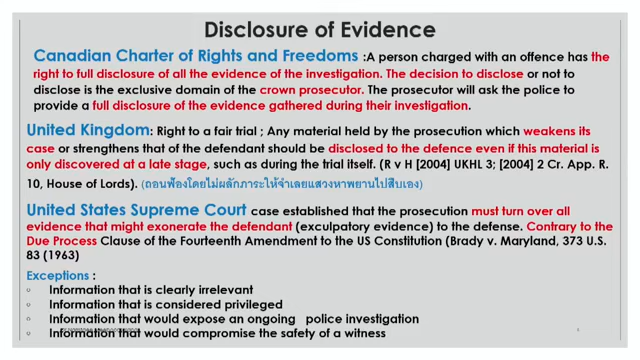 Disclosure of Evidence
Canadian Charter of Rights and Freedoms :A person charged with an offence has the
right to full disclosure of all the evidence of the investigation. The decision to disclose or not to
disclose is the exclusive domain of the crown prosecutor. The prosecutor will ask the police to
provide a full disclosure of the evidence gathered during their investigation.
United Kingdom: Right to a fair trial ; Any material held by the prosecution which weakens its
case or strengthens that of the defendant should be disclosed to the defence even if this material is
only discovered at a late stage, such as during the trial itself. (R v H [2004] UKHL 3; [2004] 2 Cr. App. R.
10, House of Lords). (ถอนฟ้องโดยไม่ผลักภาระให้จำเลยแสวงหาพยานไปสืบเอง)
United States Supreme Court case established that the prosecution must turn over all
evidence that might exonerate the defendant (exculpatory evidence) to the defense. Contrary to the
Due Process Clause of the Fourteenth Amendment to the US Constitution (Brady v. Maryland, 373 U.S.
83 (1963)
Exceptions :
◦ Information that is clearly irrelevant
◦ Information that is considered privileged
◦ Information that would expose an ongoing police investigation
◦ Information that would compromise the safety of a witness